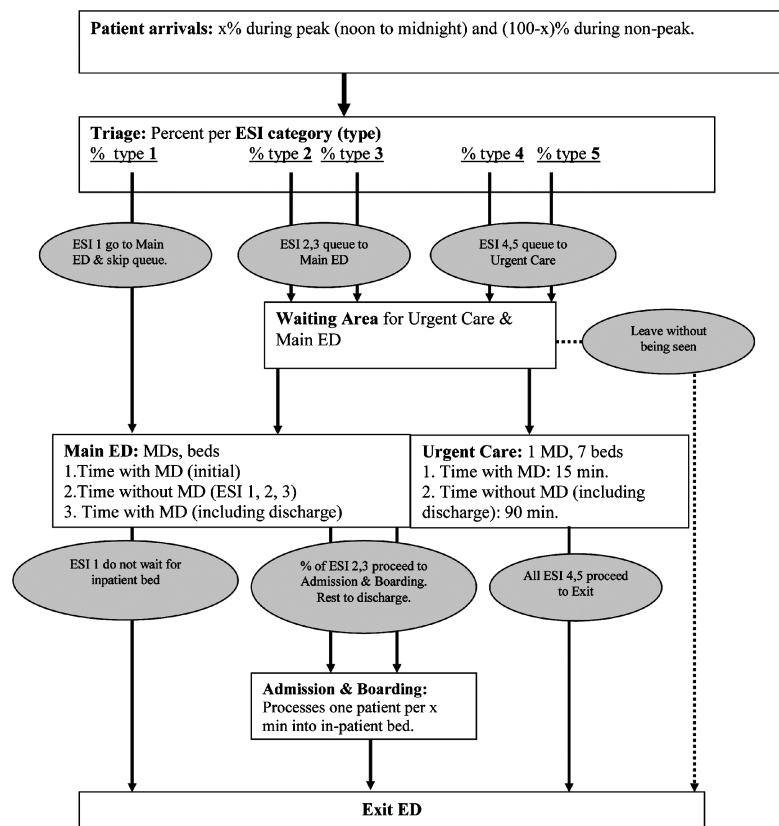 Patient arrivals: x% during peak (noon to midnight) and (100-x)% during non-peak.
Triage: Percent per ESI category (type)
% type 1 % type 2 % type 3 % type 4 % type 5
ESI 1 go to Main
ED & skip queue.
ESI 2,3 queue to
Main ED
ESI 4,5 queue to
Urgent Care
Waiting Area for Urgent Care &
Main ED
Leave without
being seen
Main ED: MDs, beds
1.Time with MD (initial)
2.Time without MD (ESI 1, 2, 3)
3. Time with MD (including discharge)
Urgent Care: 1 MD, 7 beds
1. Time with MD: 15 min.
2. Time without MD (including
discharge): 90 min.
ESI 1 do not wait for
inpatient bed
% of ESI 2,3 proceed to
Admission & Boarding.
Rest to discharge.
All ESI 4,5 proceed
to Exit
Admission & Boarding:
Processes one patient per x
min into in-patient bed.
Exit ED